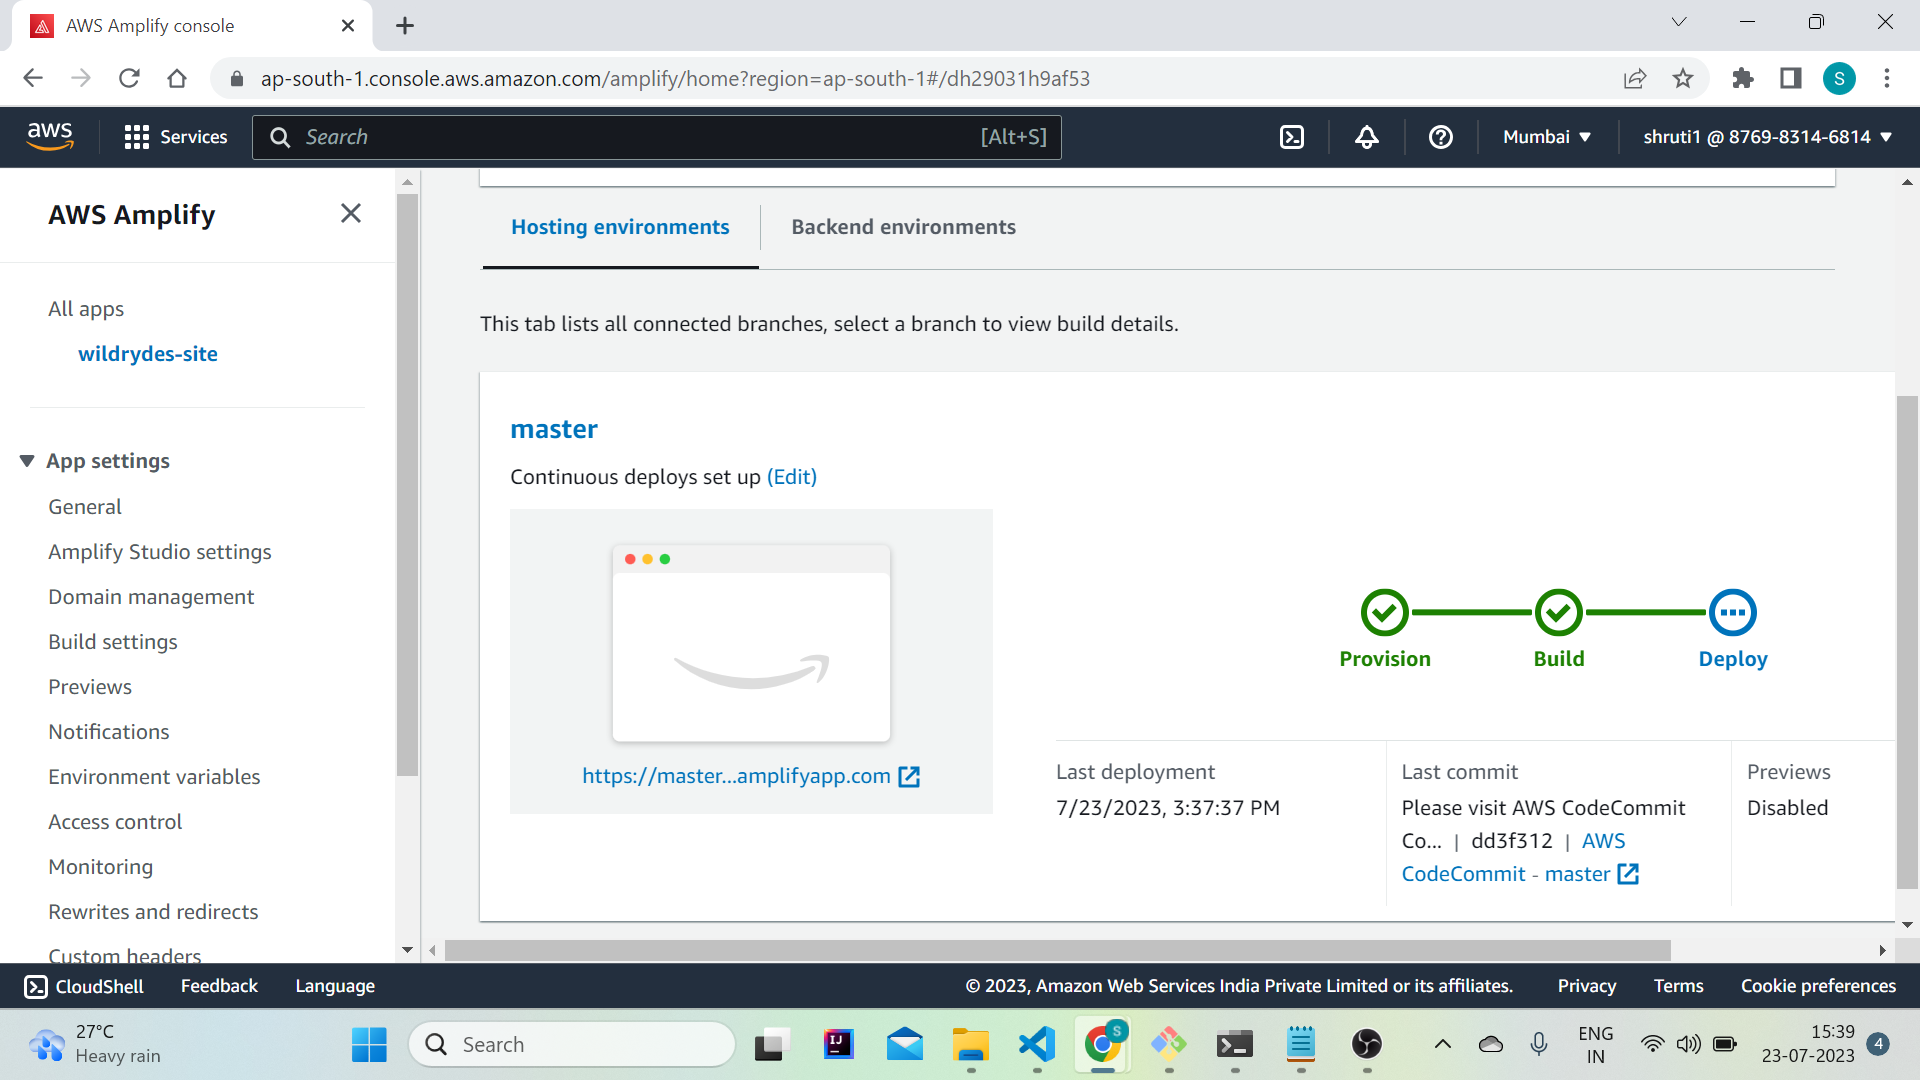 AWS Amplify console
ap-south-1.console.aws.amazon.com/amplify/home?region=ap-south-1#/dh29031h9af53
S
aws
Services
Search
[Alt+S]
Mumbai ▼
shruti1 @ 8769-8314-6814 ▼
AWS Amplify
All apps
wildrydes-site
App settings
General
Amplify Studio settings
Domain management
Build settings
Previews
Notifications
Environment variables
Access control
Monitoring
Rewrites and redirects
Custom headers
Hosting environments
Backend environments
This tab lists all connected branches, select a branch to view build details.
master
Continuous deploys set up (Edit)
https://master...amplifyapp.com
Provision
Build
Deploy
Last deployment
7/23/2023, 3:37:37 PM
Last commit
Please visit AWS CodeCommit
Co... | dd3f312 | AWS
CodeCommit - master
Previews
Disabled
CloudShell
Feedback
Language
© 2023, Amazon Web Services India Private Limited or its affiliates.
Privacy
Terms
Cookie preferences
27°C
Heavy rain
Search
IJ
S
ENG
IN
15:39
23-07-2023
4